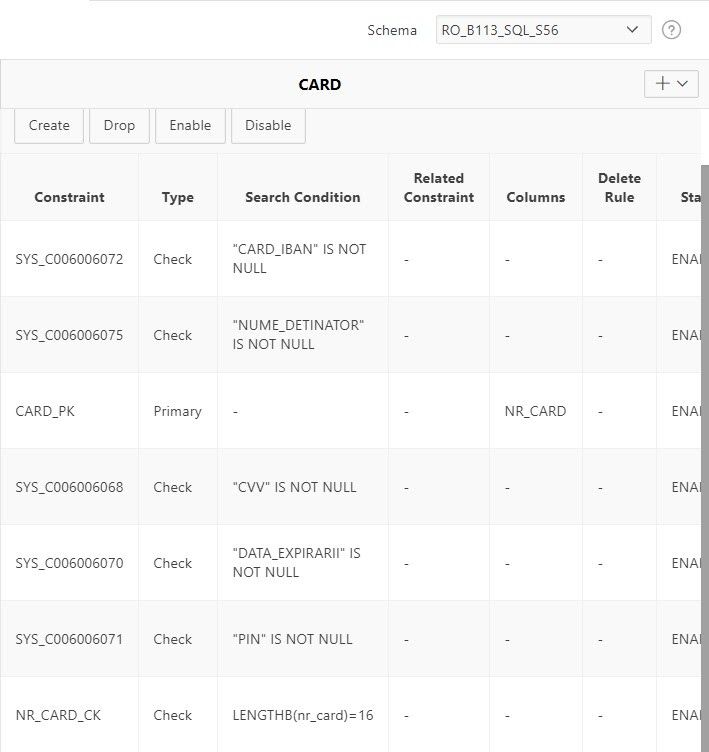 Schema RO_B113_SQL_S56 ?
CARD
Create Drop Enable Disable
Constraint Type Search Condition Related Constraint Columns Delete Rule Sta
SYS_C006006072 Check "CARD_IBAN" IS NOT NULL - - - ENA
SYS_C006006075 Check "NUME_DETINATOR" IS NOT NULL - - - ENA
CARD_PK Primary - - NR_CARD - ENA
SYS_C006006068 Check "CVV" IS NOT NULL - - - ENA
SYS_C006006070 Check "DATA_EXPIRARII" IS NOT NULL - - - ENA
SYS_C006006071 Check "PIN" IS NOT NULL - - - ENA
NR_CARD_CK Check LENGTHB(nr_card)=16 - - - ENA